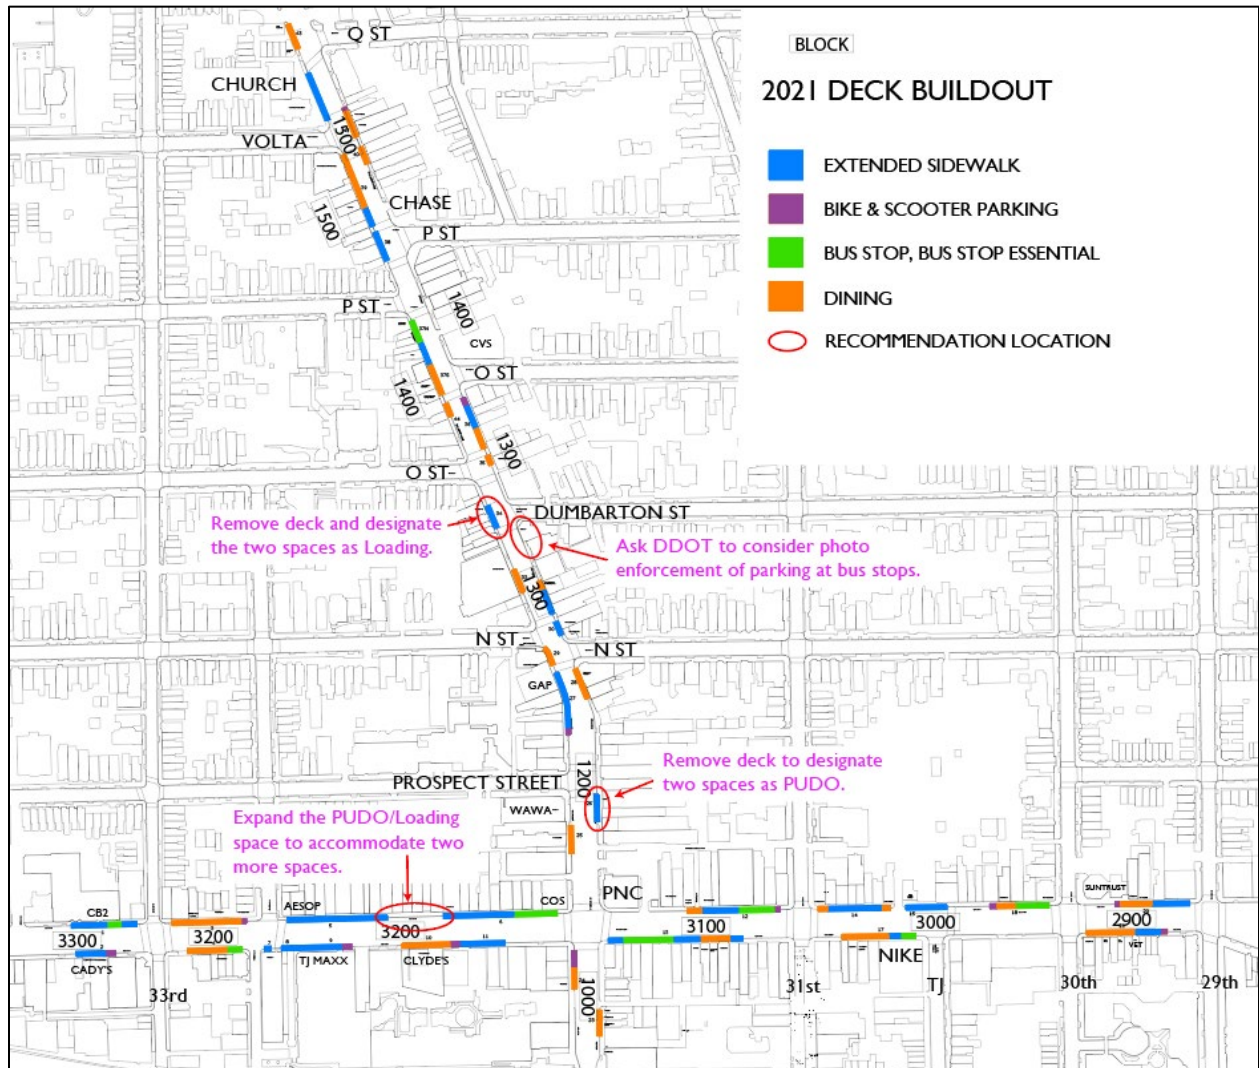 BLOCK
2021 DECK BUILDOUT
EXTENDED SIDEWALK
BIKE & SCOOTER PARKING
BUS STOP, BUS STOP ESSENTIAL
DINING
RECOMMENDATION LOCATION
Q ST
CHURCH
1500
VOLTA
CHASE
1500
P ST
P ST
1400
CVS
O ST
1400
1300
O ST
DUMBARTON ST
Remove deck and designate
the two spaces as Loading.
Ask DDOT to consider photo
enforcement of parking at bus stops.
1300
N ST
N ST
GAP
Remove deck to designate
two spaces as PUDO.
1200
PROSPECT STREET
WAWA
Expand the PUDO/Loading
space to accommodate two
more spaces.
PNC
SUNTRUST
AESOP
COS
CB2
3300
3200
3200
3100
3000
2900
CADY'S
TJ MAXX
CLYDE'S
NIKE
VET
33rd
1000
31st
TJ
30th
29th